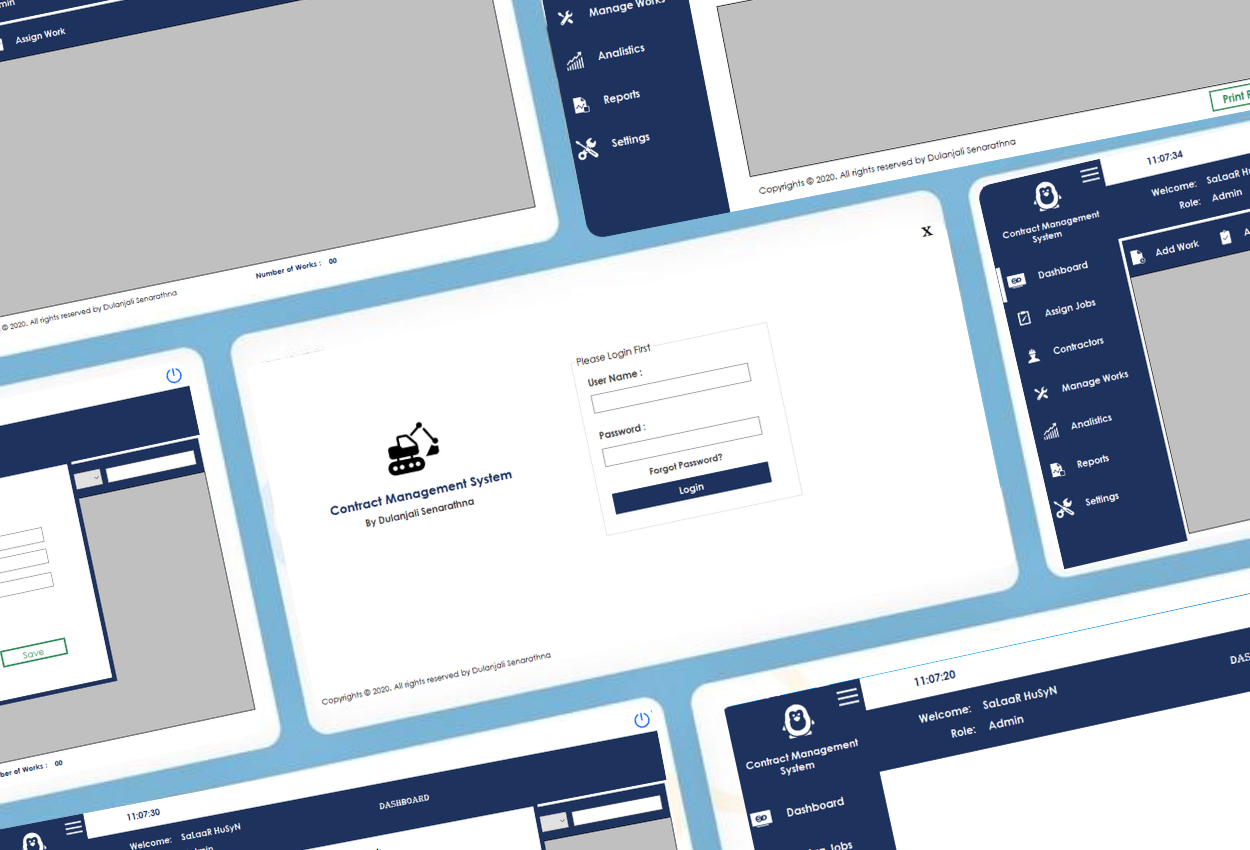 Assign Work
Number of Works : 00
© 2020. All rights reserved by Dulanjali Senarathna
Manage Works
Analistics
Reports
Settings
Print
Copyrights © 2020. All rights reserved by Dulanjali Senarathna
11:07:34
Welcome: SaLaaR
Role: Admin
Contract Management
System
Add Work
Dashboard
Assign Jobs
Contractors
Manage Works
Analistics
Reports
Settings
X
Please Login First
User Name :
Password :
Forgot Password?
Login
Contract Management System
By Dulanjali Senarathna
Copyrights © 2020. All rights reserved by Dulanjali Senarathna
Save
of Works : 00
11:07:30
DASHBOARD
Welcome: SaLaaR HuSyN
11:07:20
Welcome: SaLaaR HuSyN
Role: Admin
Contract Management
System
Dashboard
Jobs